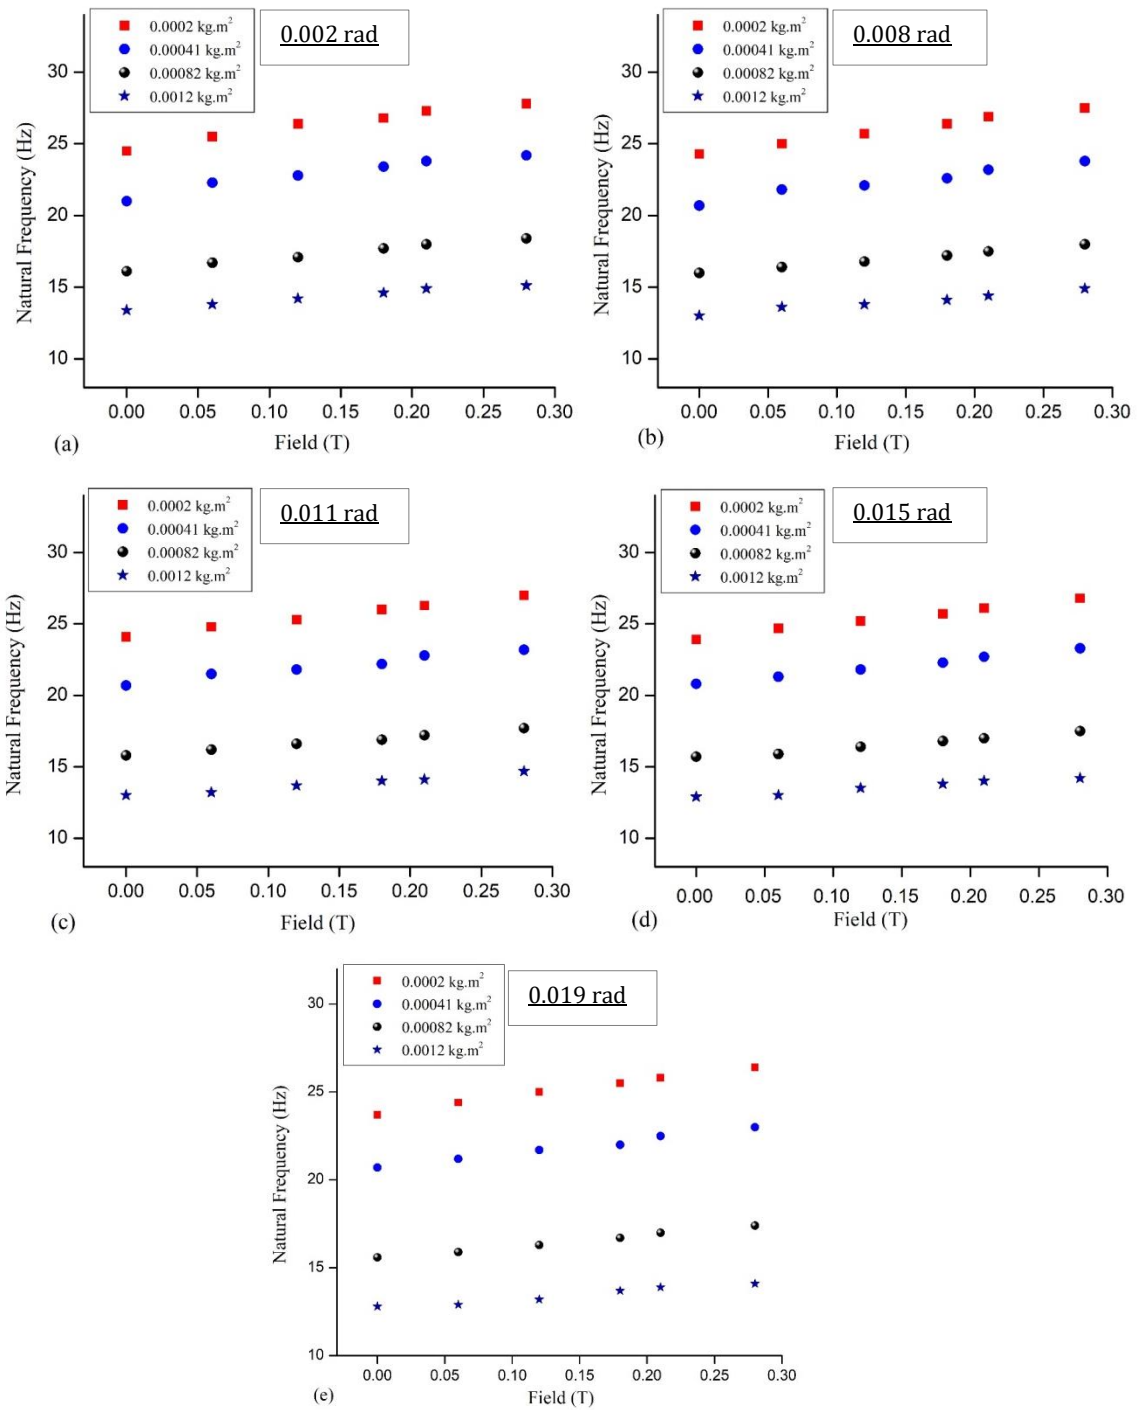 0.0002 kg.m²
0.00041 kg.m²
0.00082 kg.m²
0.0012 kg.m²
0.002 rad
30
25
20
15
10
Natural Frequency (Hz)
0.00 0.05 0.10 0.15 0.20 0.25 0.30
(a)
Field (T)
0.0002 kg.m²
0.00041 kg.m²
0.00082 kg.m²
0.0012 kg.m²
0.008 rad
30
25
20
15
10
Natural Frequency (Hz)
0.00 0.05 0.10 0.15 0.20 0.25 0.30
(b)
Field (T)
0.0002 kg.m²
0.00041 kg.m²
0.00082 kg.m²
0.0012 kg.m²
0.011 rad
30
25
20
15
10
Natural Frequency (Hz)
0.00 0.05 0.10 0.15 0.20 0.25 0.30
(c)
Field (T)
0.0002 kg.m²
0.00041 kg.m²
0.00082 kg.m²
0.0012 kg.m²
0.015 rad
30
25
20
15
10
Natural Frequency (Hz)
0.00 0.05 0.10 0.15 0.20 0.25 0.30
(d)
Field (T)
0.0002 kg.m²
0.00041 kg.m²
0.00082 kg.m²
0.0012 kg.m²
0.019 rad
30
25
20
15
10
Natural Frequency (Hz)
0.00 0.05 0.10 0.15 0.20 0.25 0.30
(e)
Field (T)